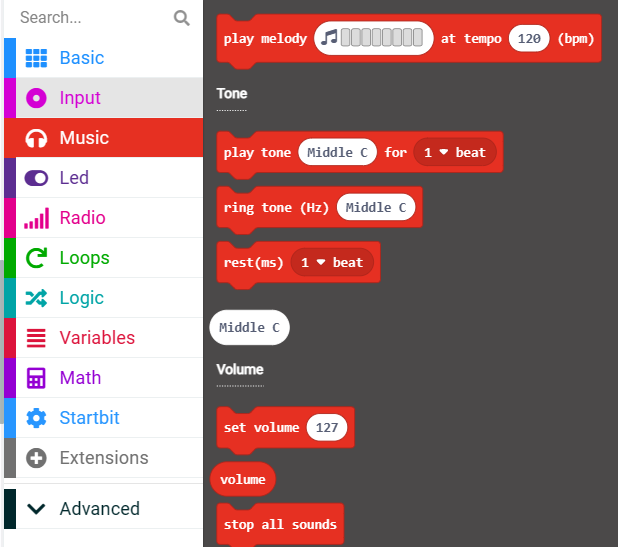 Search...
Basic
Input
Music
Led
Radio
Loops
Logic
Variables
Math
Startbit
Extensions
Advanced
play melody at tempo 120 (bpm)
Tone
play tone Middle C for 1 beat
ring tone (Hz) Middle C
rest(ms) 1 beat
Middle C
Volume
set volume 127
volume
stop all sounds